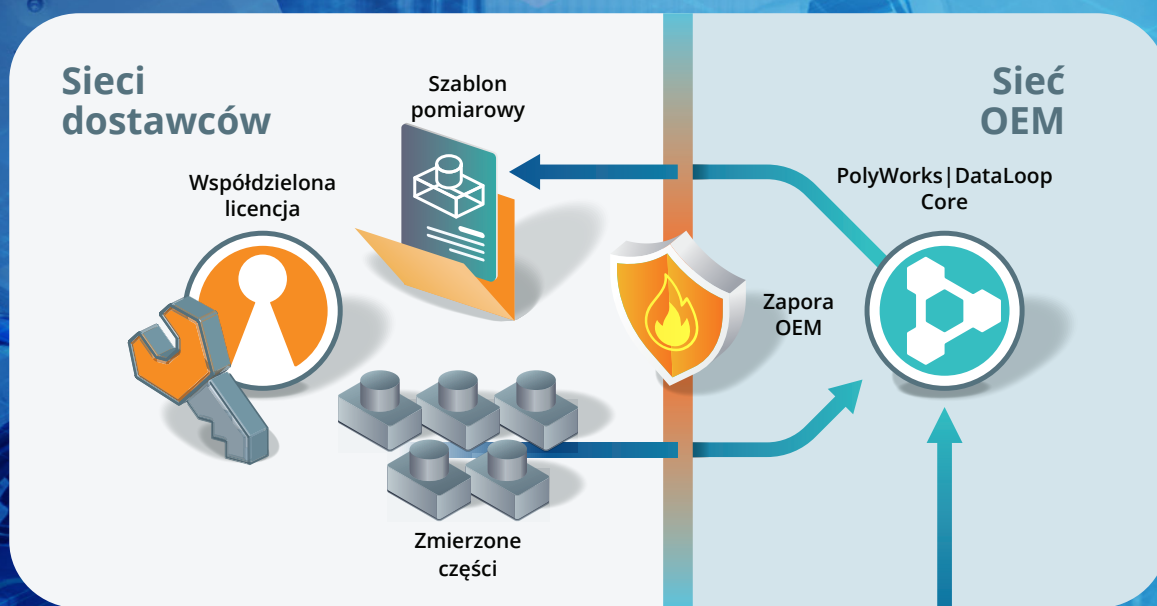 Sieci
dostawców
Szablon
pomiarowy
Współdzielona
licencja
Zmierzone
części
Sieć
OEM
PolyWorks|DataLoop
Core
Zapora
OEM